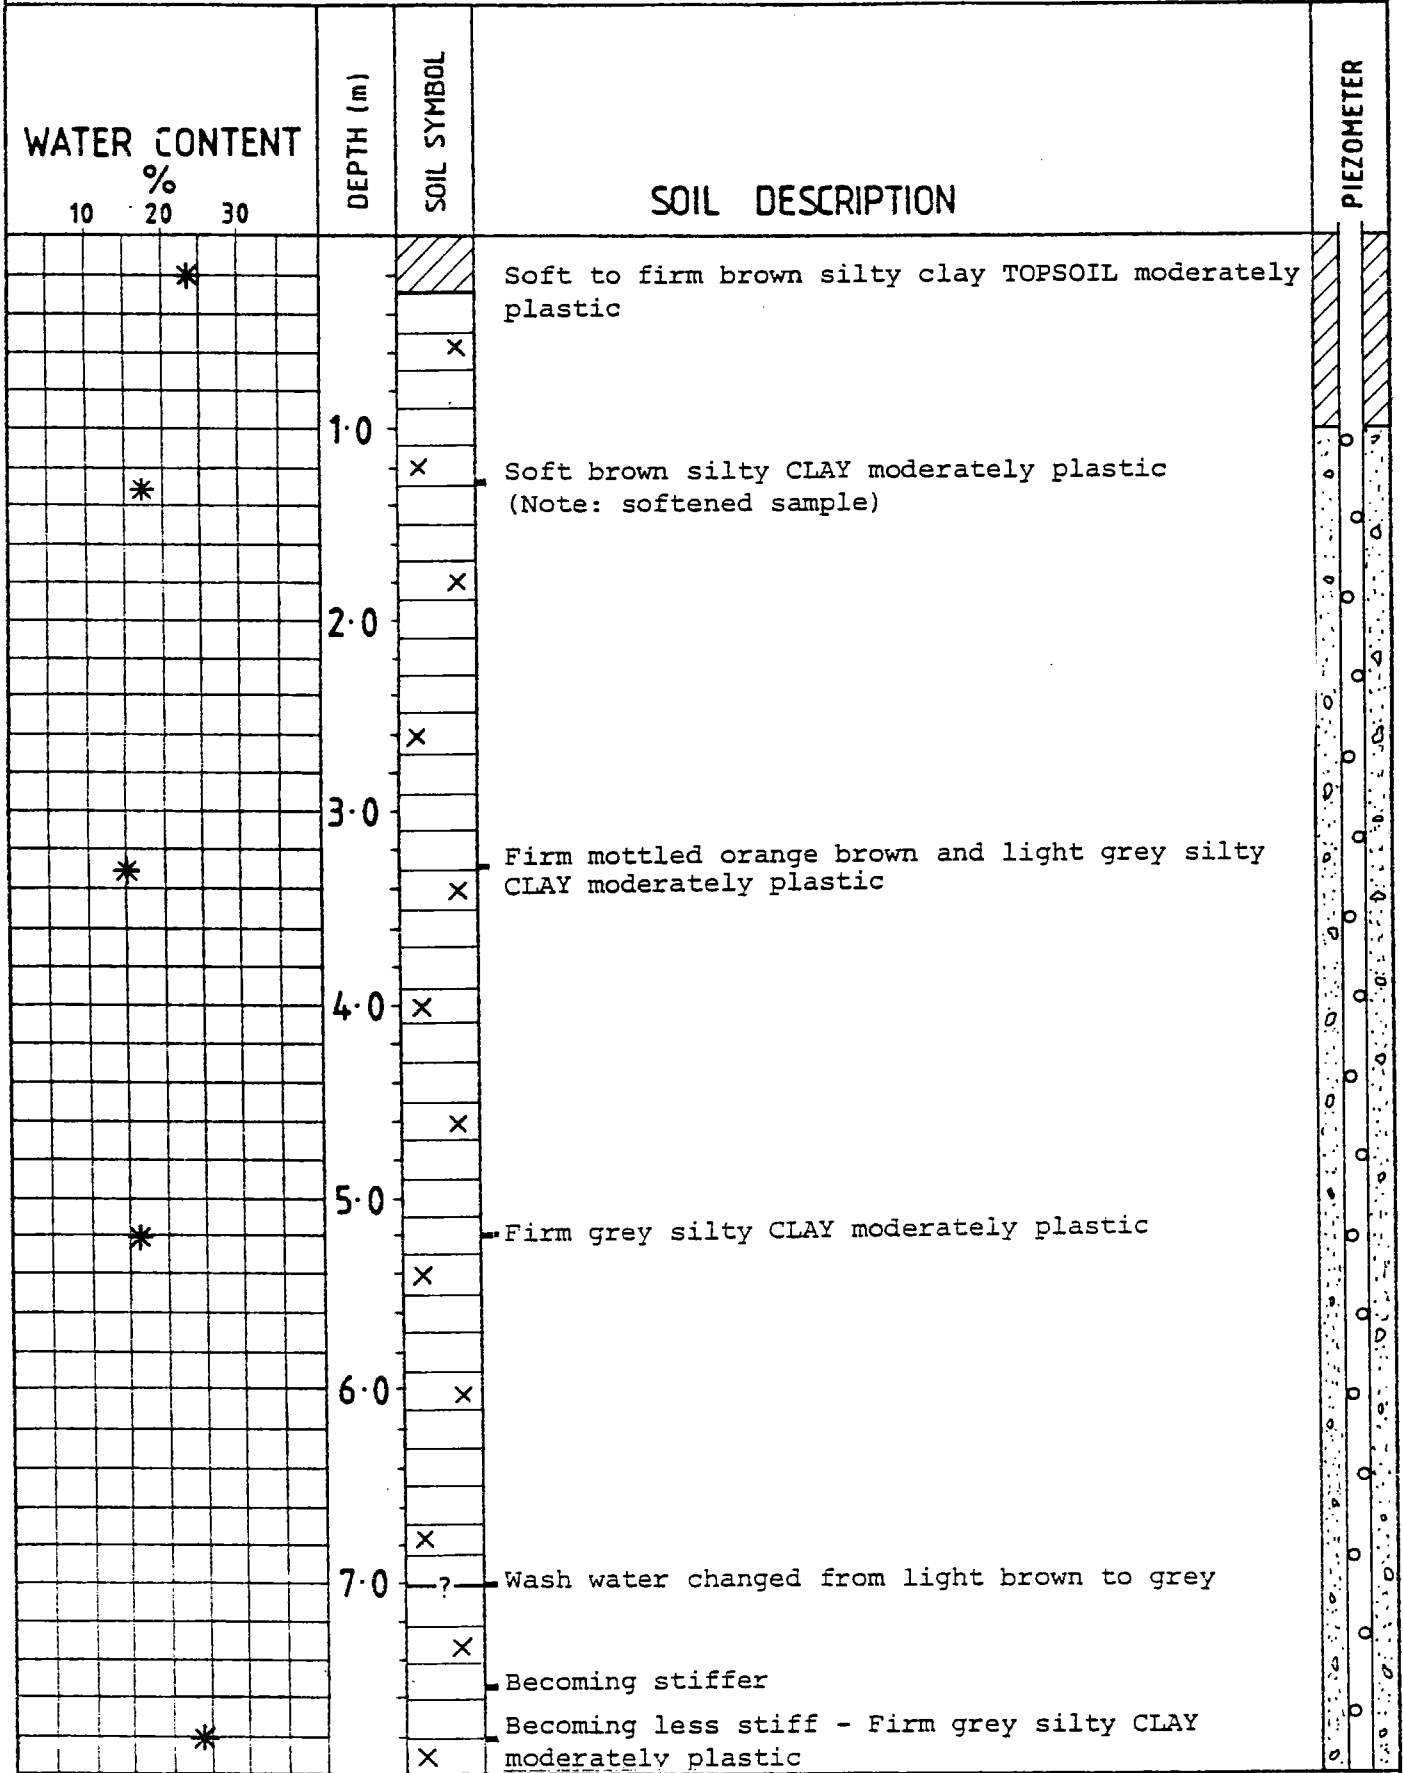 WATER CONTENT
%
10 20 30
DEPTH (m)
SOIL SYMBOL
SOIL DESCRIPTION
PIEZOMETER
Soft to firm brown silty clay TOPSOIL moderately
plastic
1·0
Soft brown silty CLAY moderately plastic
(Note: softened sample)
2·0
3·0
Firm mottled orange brown and light grey silty
CLAY moderately plastic
4·0
5·0
Firm grey silty CLAY moderately plastic
6·0
7·0
?
Wash water changed from light brown to grey
Becoming stiffer
Becoming less stiff - Firm grey silty CLAY
moderately plastic